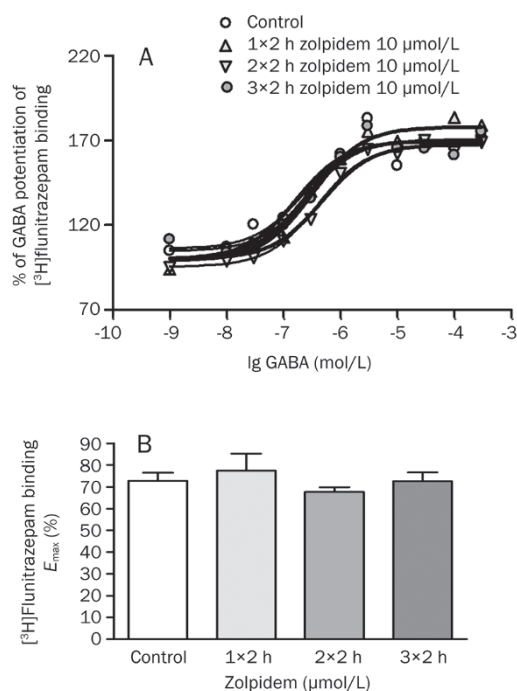 Control
A
1×2 h zolpidem 10 μmol/L
2×2 h zolpidem 10 μmol/L
3×2 h zolpidem 10 μmol/L
% of GABA potentiation of
[³H]flunitrazepam binding
220
170
120
70
-10 -9 -8 -7 -6 -5 -4 -3
lg GABA (mol/L)
B
[³H]Flunitrazepam binding
Emax (%)
90
80
70
60
50
40
30
20
10
0
Control 1×2 h 2×2 h 3×2 h
Zolpidem (μmol/L)